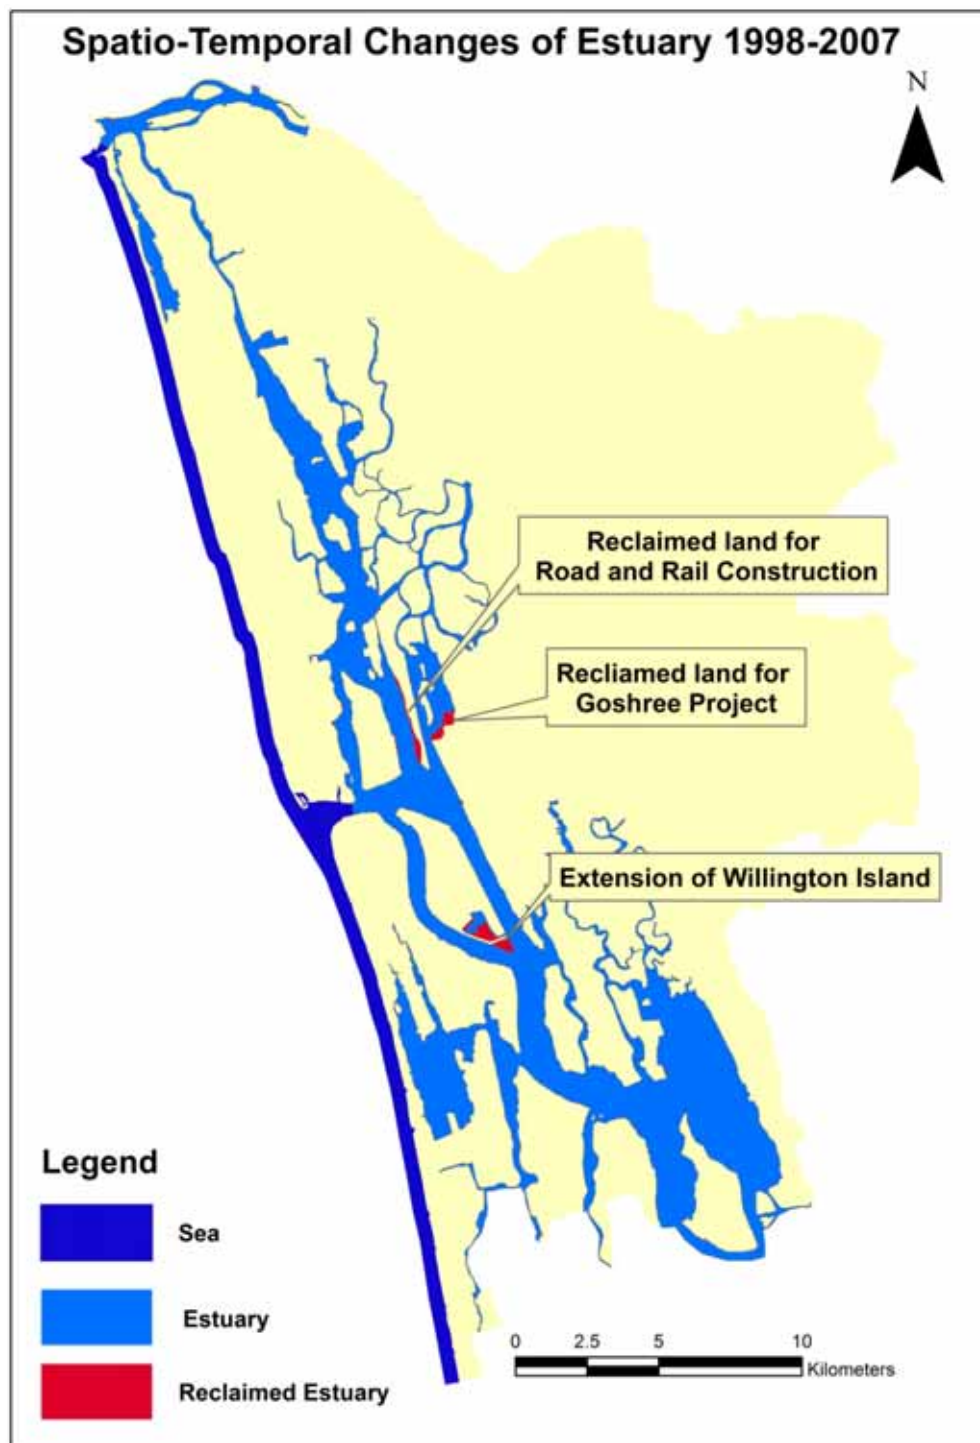 Spatio-Temporal Changes of Estuary 1998-2007
N
Reclaimed land for
Road and Rail Construction
Recliamed land for
Goshree Project
Extension of Willington Island
Legend
Sea
Estuary
Reclaimed Estuary
0 2.5 5 10
Kilometers